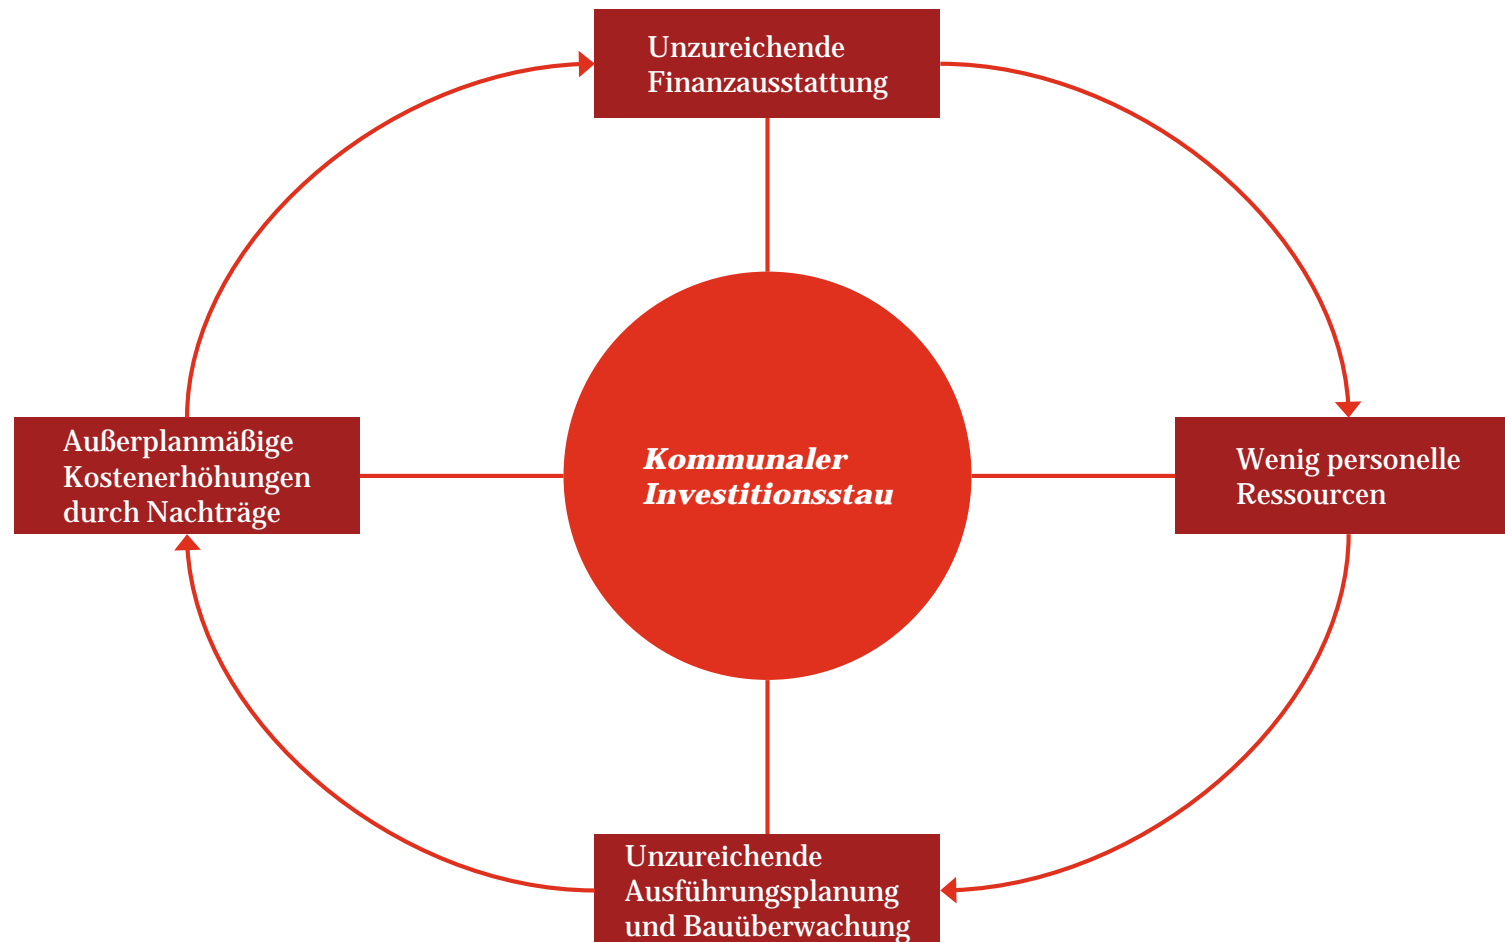 Unzureichende
Finanzausstattung
Außerplanmäßige
Kostenerhöhungen
durch Nachträge
Kommunaler
Investitionsstau
Wenig personelle
Ressourcen
Unzureichende
Ausführungsplanung
und Bauüberwachung